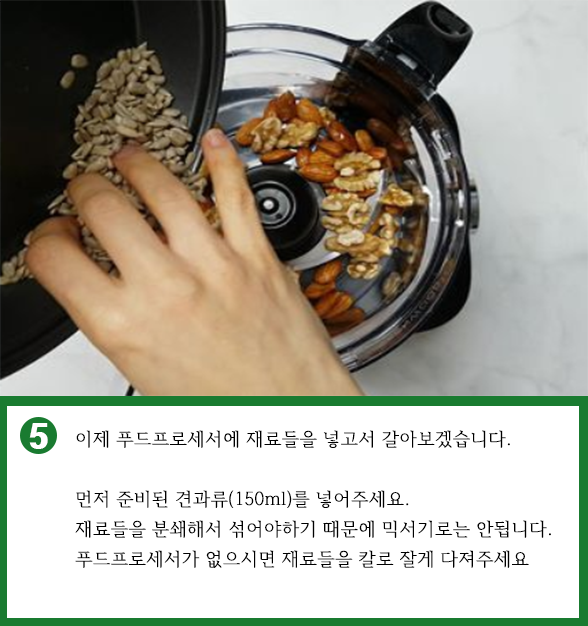 5 이제 푸드프로세서에 재료들을 넣고서 갈아보겠습니다.
먼저 준비된 견과류(150ml)를 넣어주세요.
재료들을 분쇄해서 섞어야하기 때문에 믹서기로는 안됩니다.
푸드프로세서가 없으시면 재료들을 칼로 잘게 다져주세요